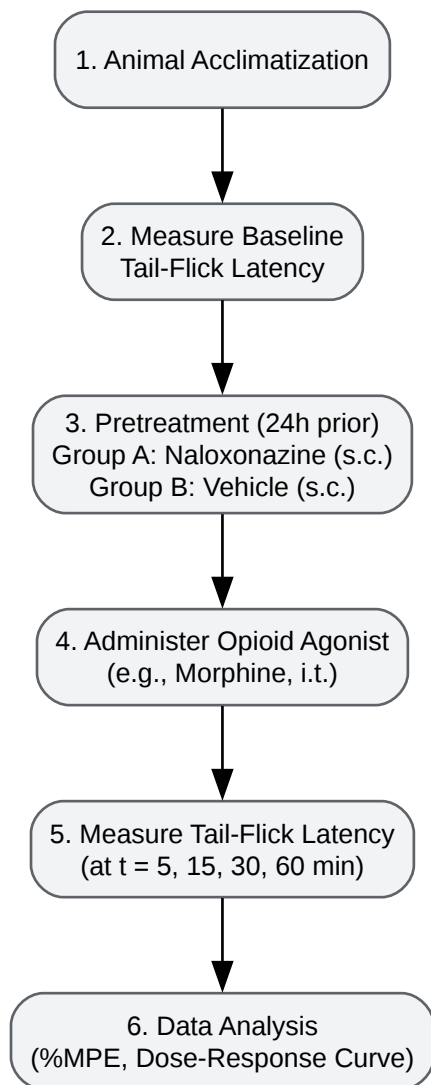 1. Animal Acclimatization
2. Measure Baseline
Tail-Flick Latency
3. Pretreatment (24h prior)
Group A: Naloxonazine (s.c.)
Group B: Vehicle (s.c.)
4. Administer Opioid Agonist
(e.g., Morphine, i.t.)
5. Measure Tail-Flick Latency
(at t = 5, 15, 30, 60 min)
6. Data Analysis
(%MPE, Dose-Response Curve)